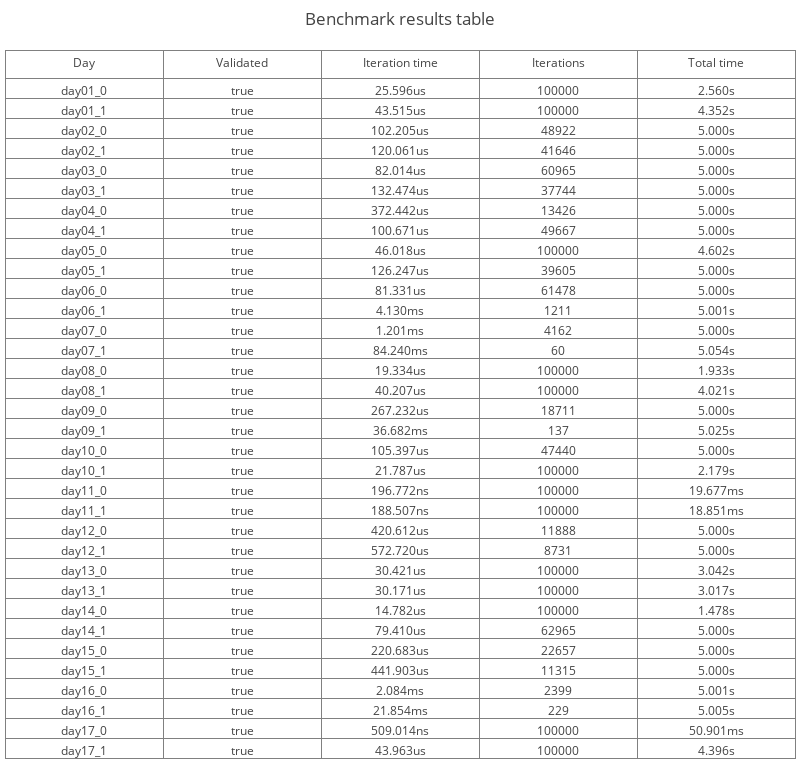 Benchmark results table
Day Validated Iteration time Iterations Total time
day01_0 true 25.596us 100000 2.560s
day01_1 true 43.515us 100000 4.352s
day02_0 true 102.205us 48922 5.000s
day02_1 true 120.061us 41646 5.000s
day03_0 true 82.014us 60965 5.000s
day03_1 true 132.474us 37744 5.000s
day04_0 true 372.442us 13426 5.000s
day04_1 true 100.671us 49667 5.000s
day05_0 true 46.018us 100000 4.602s
day05_1 true 126.247us 39605 5.000s
day06_0 true 81.331us 61478 5.000s
day06_1 true 4.130ms 1211 5.001s
day07_0 true 1.201ms 4162 5.000s
day07_1 true 84.240ms 60 5.054s
day08_0 true 19.334us 100000 1.933s
day08_1 true 40.207us 100000 4.021s
day09_0 true 267.232us 18711 5.000s
day09_1 true 36.682ms 137 5.025s
day10_0 true 105.397us 47440 5.000s
day10_1 true 21.787us 100000 2.179s
day11_0 true 196.772ns 100000 19.677ms
day11_1 true 188.507ns 100000 18.851ms
day12_0 true 420.612us 11888 5.000s
day12_1 true 572.720us 8731 5.000s
day13_0 true 30.421us 100000 3.042s
day13_1 true 30.171us 100000 3.017s
day14_0 true 14.782us 100000 1.478s
day14_1 true 79.410us 62965 5.000s
day15_0 true 220.683us 22657 5.000s
day15_1 true 441.903us 11315 5.000s
day16_0 true 2.084ms 2399 5.001s
day16_1 true 21.854ms 229 5.005s
day17_0 true 509.014ns 100000 50.901ms
day17_1 true 43.963us 100000 4.396s